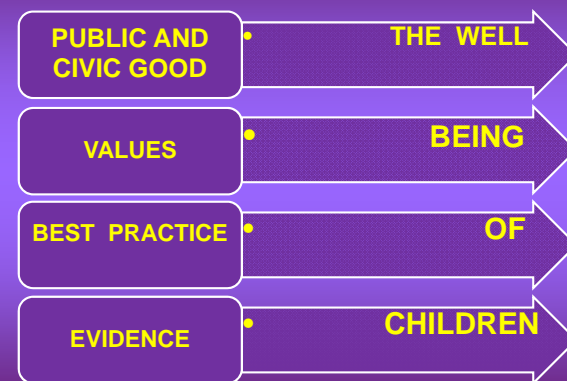 PUBLIC AND
CIVIC GOOD
• THE WELL
VALUES
• BEING
BEST PRACTICE
• OF
EVIDENCE
• CHILDREN